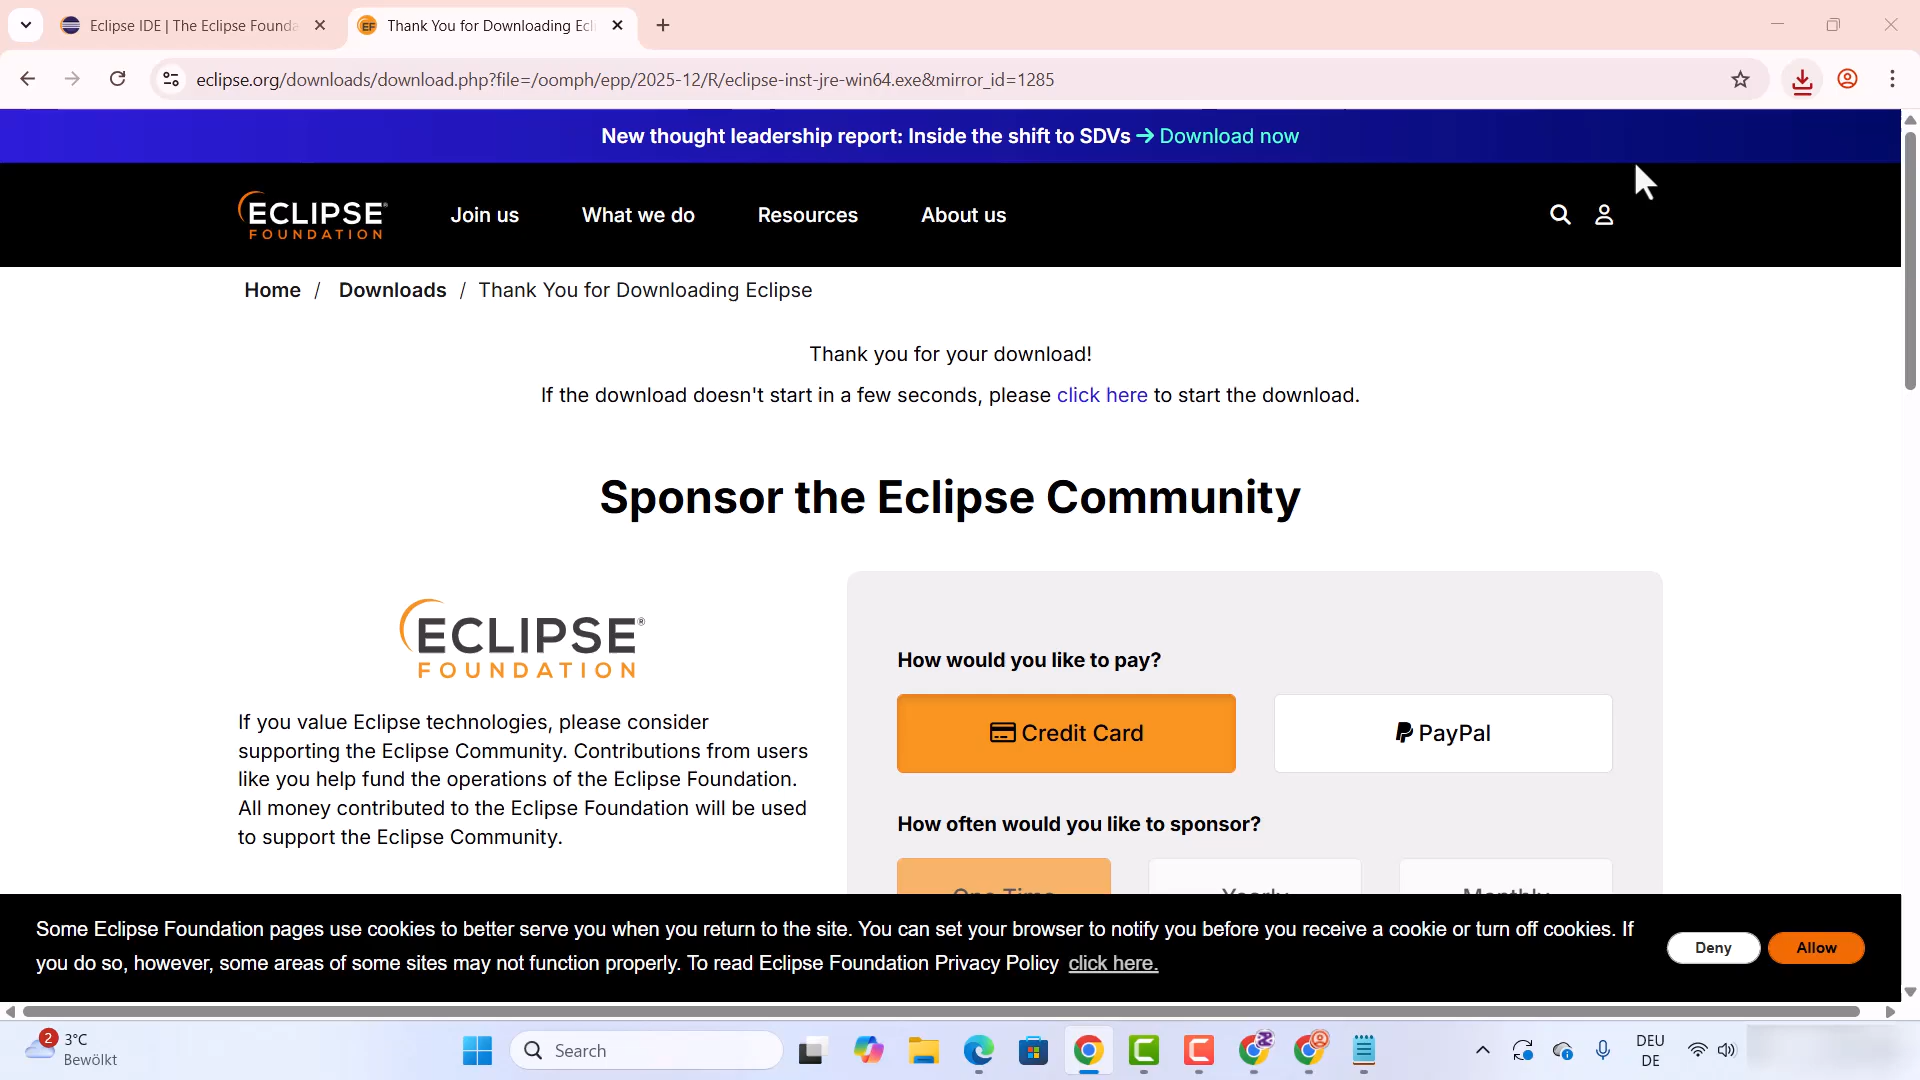 Eclipse IDE | The Eclipse Founda
EF Thank You for Downloading Ecl
eclipse.org/downloads/download.php?file=/oomph/epp/2025-12/R/eclipse-inst-jre-win64.exe&mirror_id=1285
New thought leadership report: Inside the shift to SDVs → Download now
ECLIPSE®
FOUNDATION
Join us What we do Resources About us
Home / Downloads / Thank You for Downloading Eclipse
Thank you for your download!
If the download doesn't start in a few seconds, please click here to start the download.
Sponsor the Eclipse Community
ECLIPSE®
FOUNDATION
If you value Eclipse technologies, please consider
supporting the Eclipse Community. Contributions from users
like you help fund the operations of the Eclipse Foundation.
All money contributed to the Eclipse Foundation will be used
to support the Eclipse Community.
How would you like to pay?
Credit Card PayPal
How often would you like to sponsor?
One Time Yearly Monthly
Some Eclipse Foundation pages use cookies to better serve you when you return to the site. You can set your browser to notify you before you receive a cookie or turn off cookies. If
you do so, however, some areas of some sites may not function properly. To read Eclipse Foundation Privacy Policy click here.
Deny Allow
2 3°C
Bewölkt
Search
DEU
DE